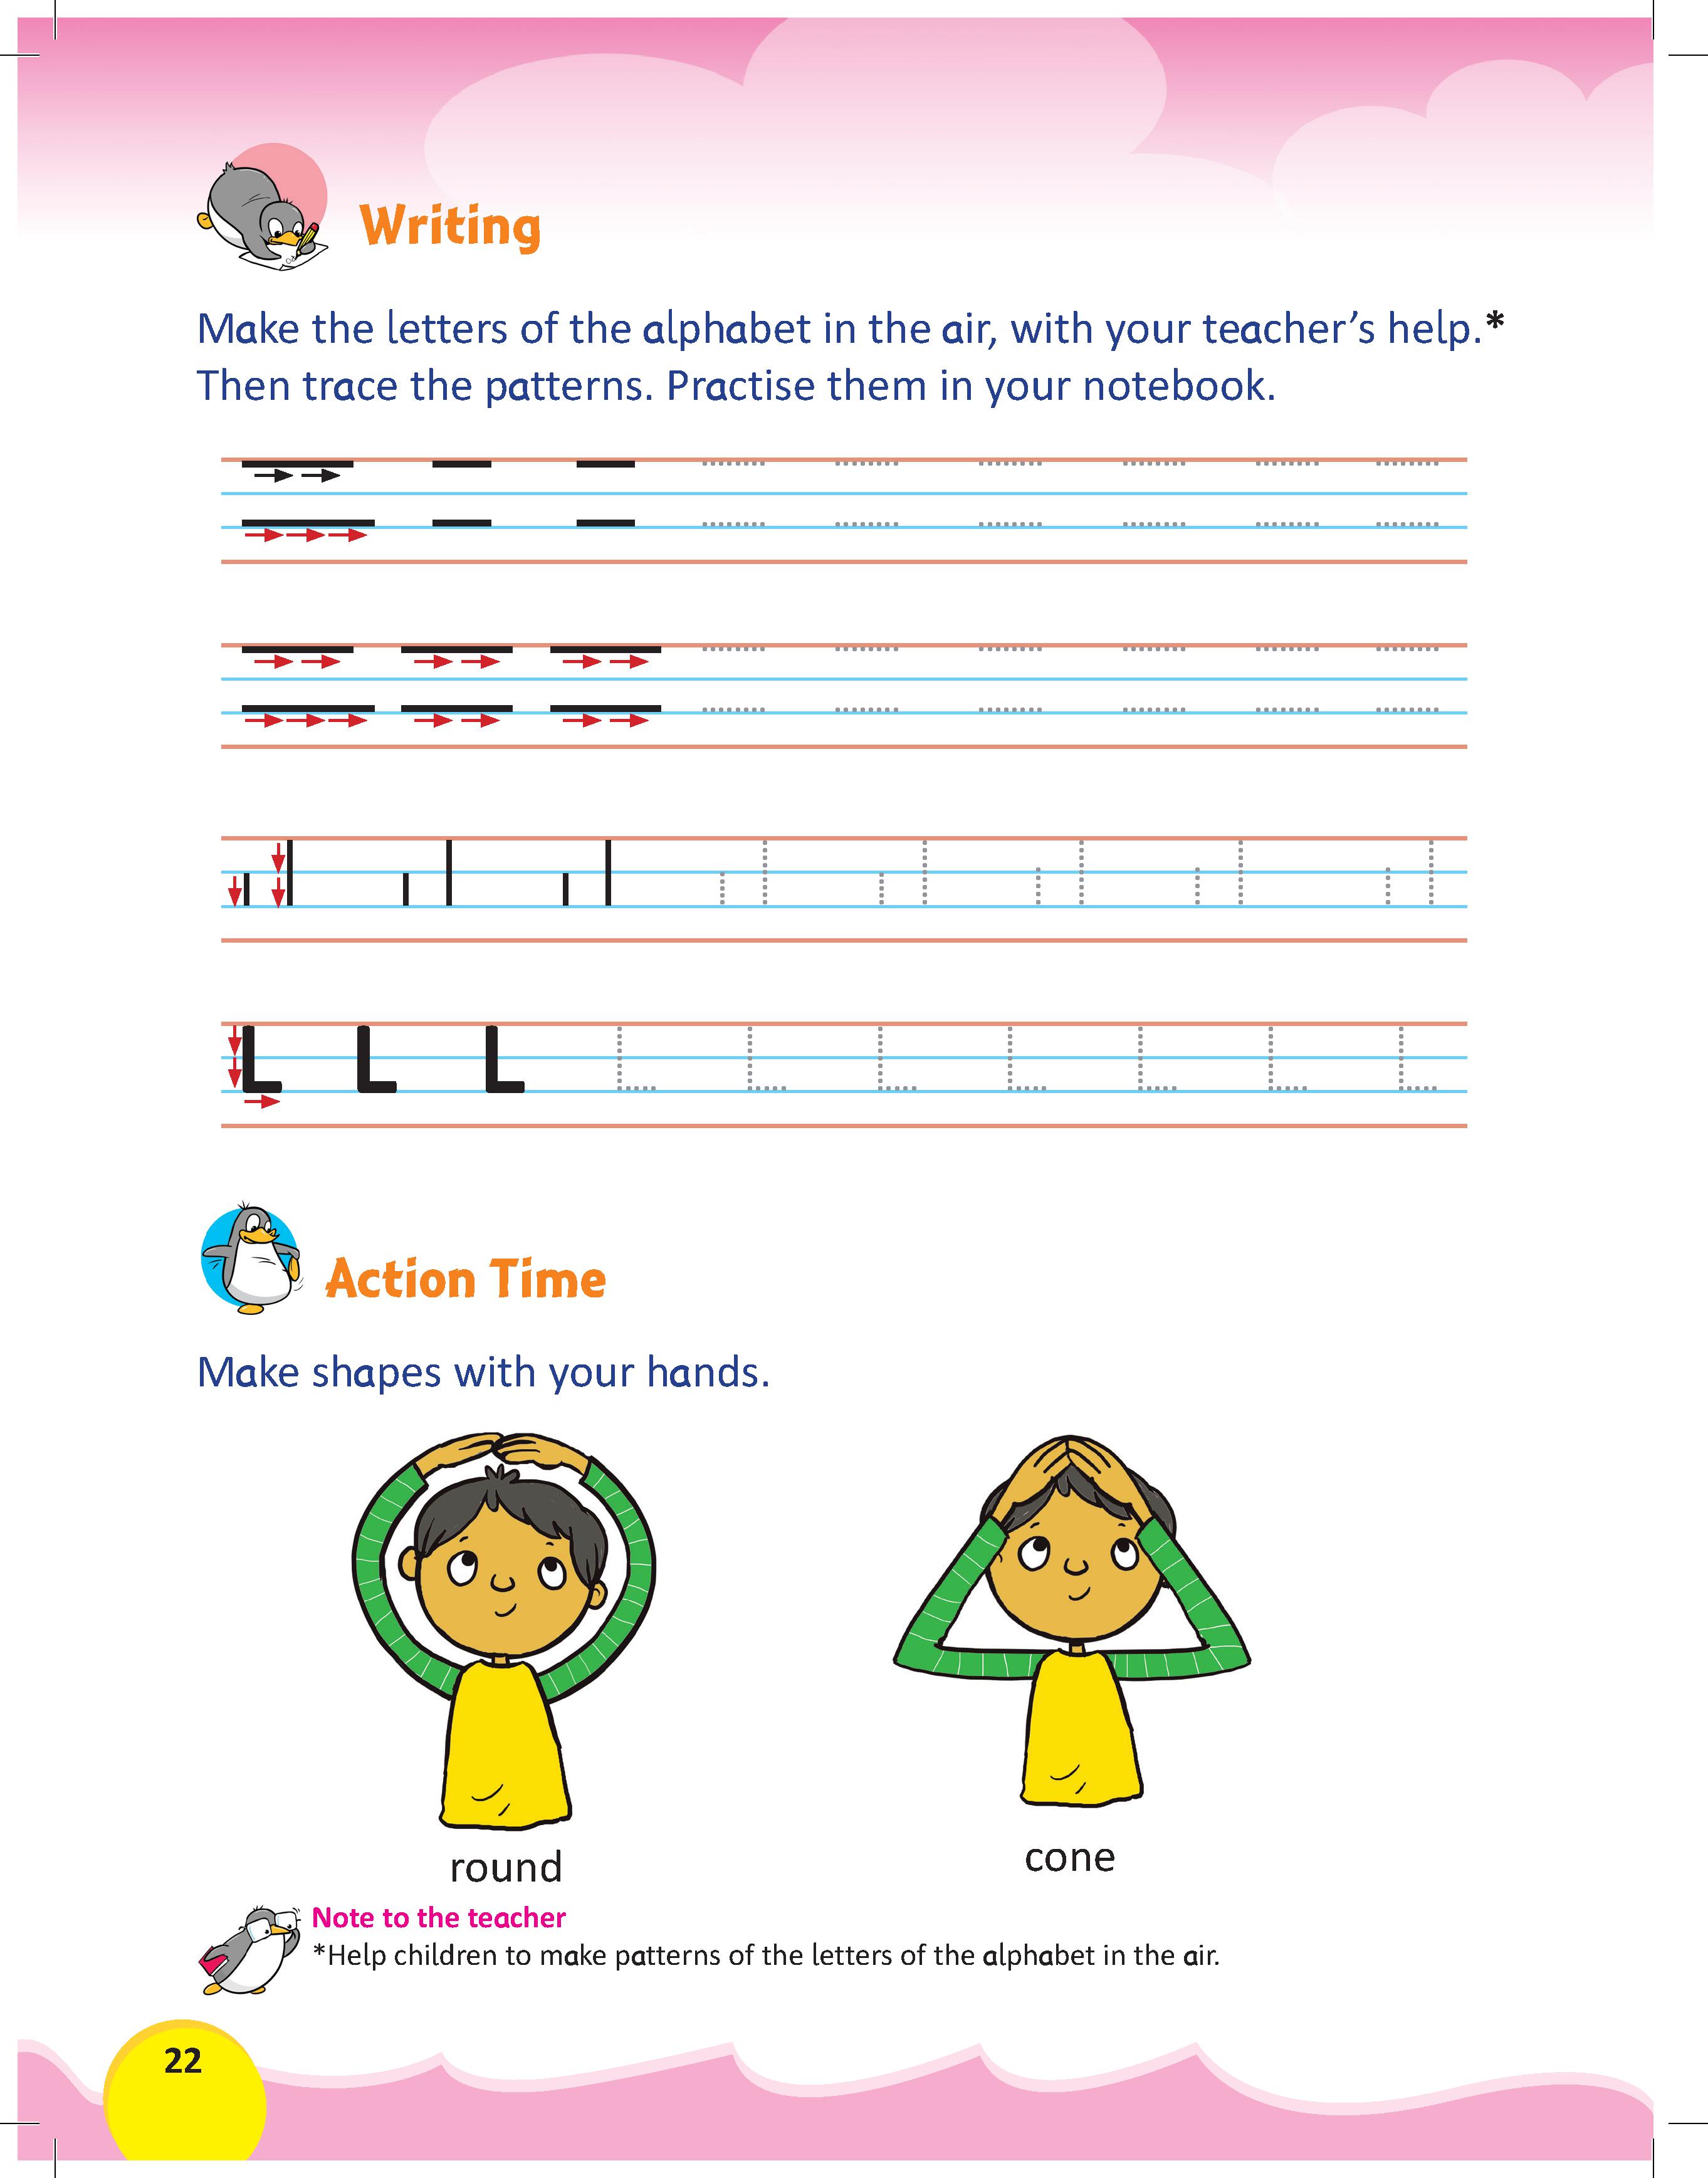 Writing
Make the letters of the alphabet in the air, with your teacher's help.*
Then trace the patterns. Practise them in your notebook.
L L L L L L L L L L
Action Time
Make shapes with your hands.
round
cone
Note to the teacher
*Help children to make patterns of the letters of the alphabet in the air.
22